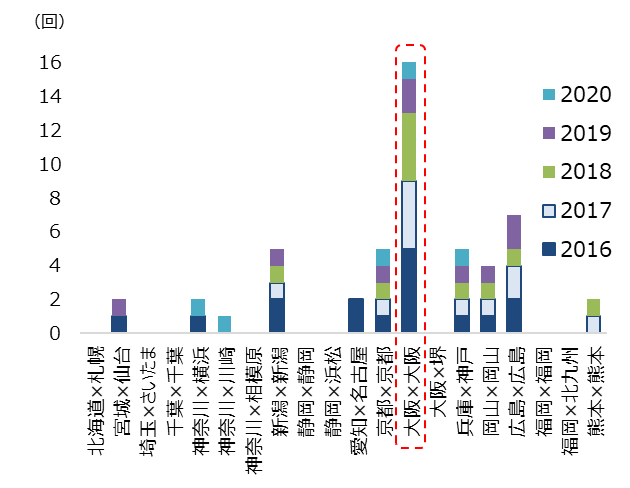 (回)
16
14
12
10
8
6
4
2
0
2020
2019
2018
2017
2016
北海道×札幌
宮城×仙台
埼玉×さいたま
千葉×千葉
神奈川×横浜
神奈川×川崎
神奈川×相模原
新潟×新潟
静岡×静岡
静岡×浜松
愛知×名古屋
京都×京都
大阪×大阪
大阪×堺
兵庫×神戸
岡山×岡山
広島×広島
福岡×福岡
福岡×北九州
熊本×熊本